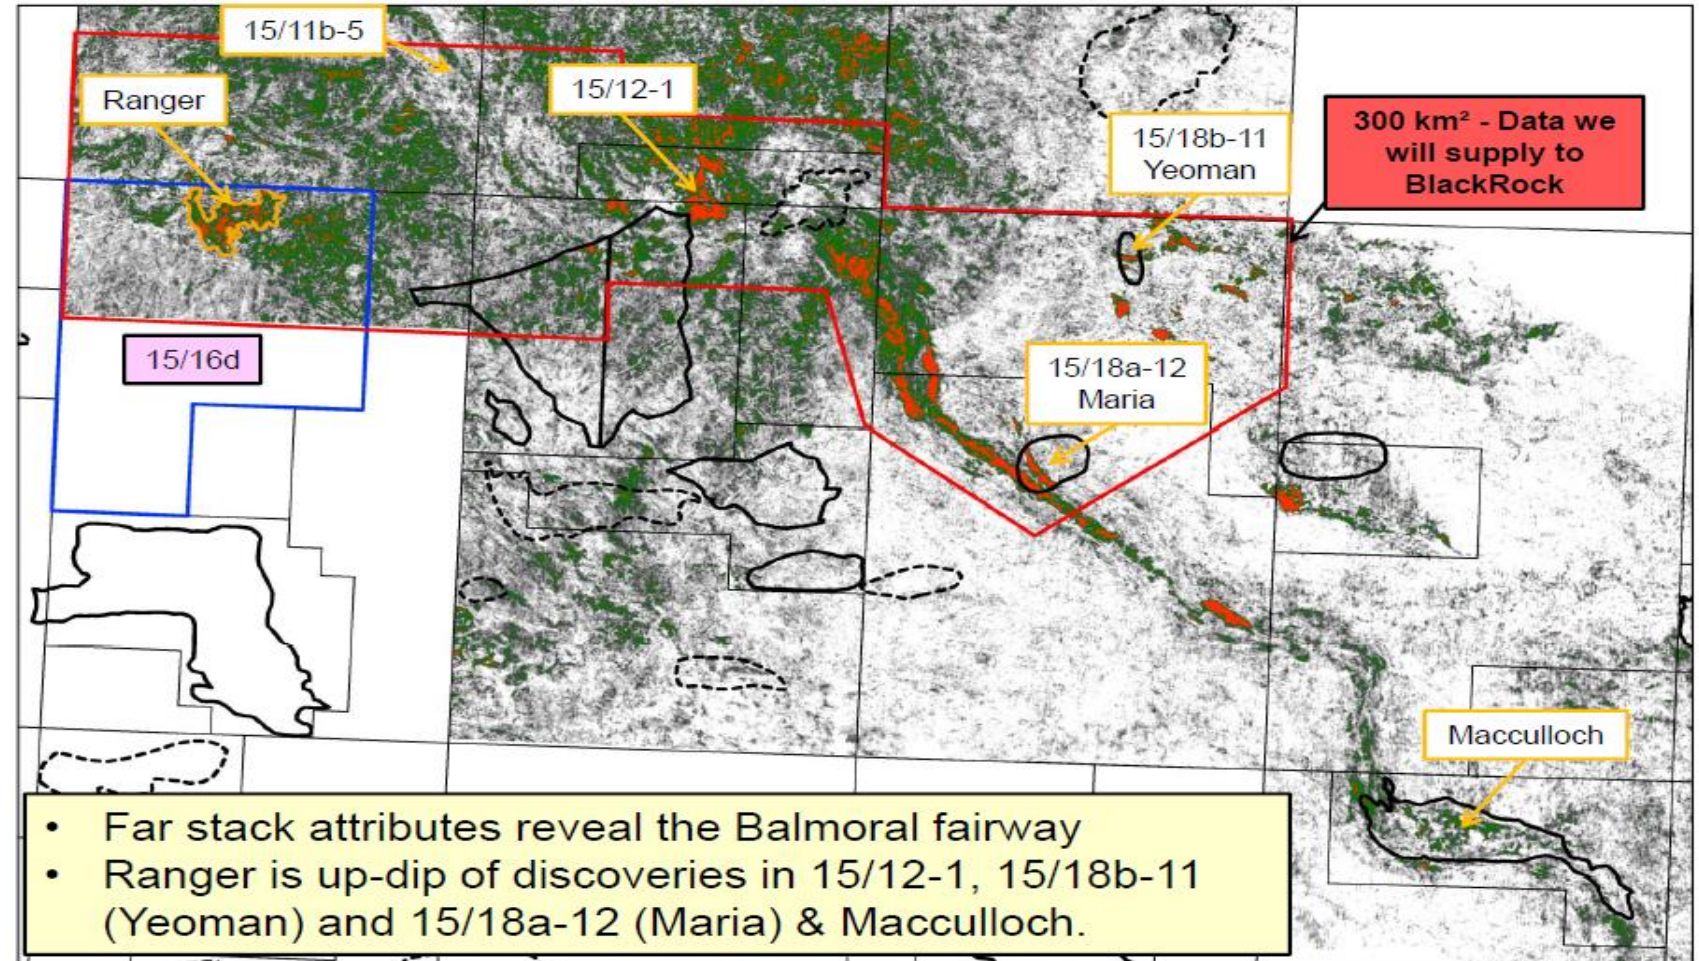 15/11b-5
Ranger
15/12-1
15/18b-11
Yeoman
300 km² - Data we
will supply to
BlackRock
15/16d
15/18a-12
Maria
Macculloch
• Far stack attributes reveal the Balmoral fairway
• Ranger is up-dip of discoveries in 15/12-1, 15/18b-11
(Yeoman) and 15/18a-12 (Maria) & Macculloch.